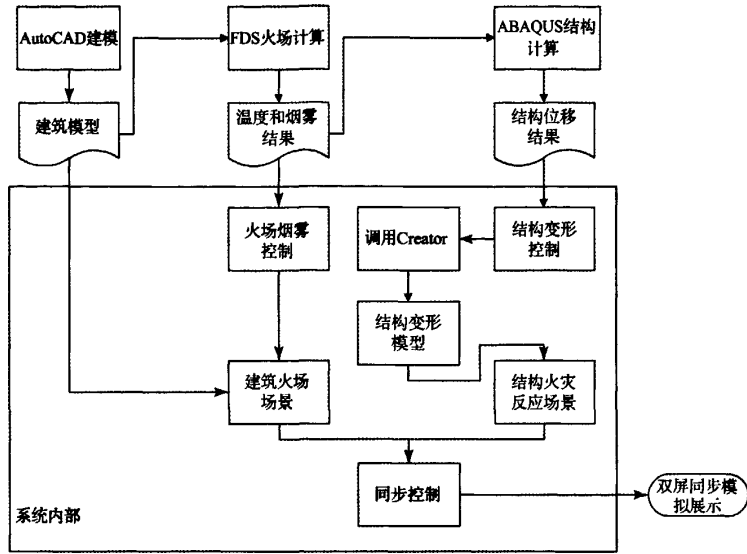 AutoCAD建模
FDS火场计算
ABAQUS结构
计算
建筑模型
温度和烟雾
结果
结构位移
结果
火场烟雾
控制
调用Creator
结构变形
控制
结构变形
模型
建筑火场
场景
结构火灾
反应场景
同步控制
双屏同步模
拟展示
系统内部